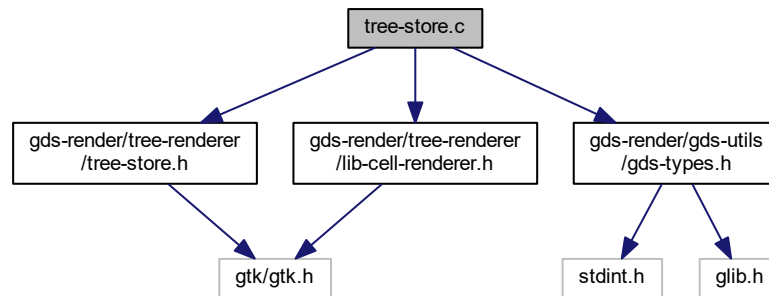 tree-store.c
gds-render/tree-renderer
/tree-store.h
gds-render/tree-renderer
/lib-cell-renderer.h
gds-render/gds-utils
/gds-types.h
gtk/gtk.h
stdint.h
glib.h